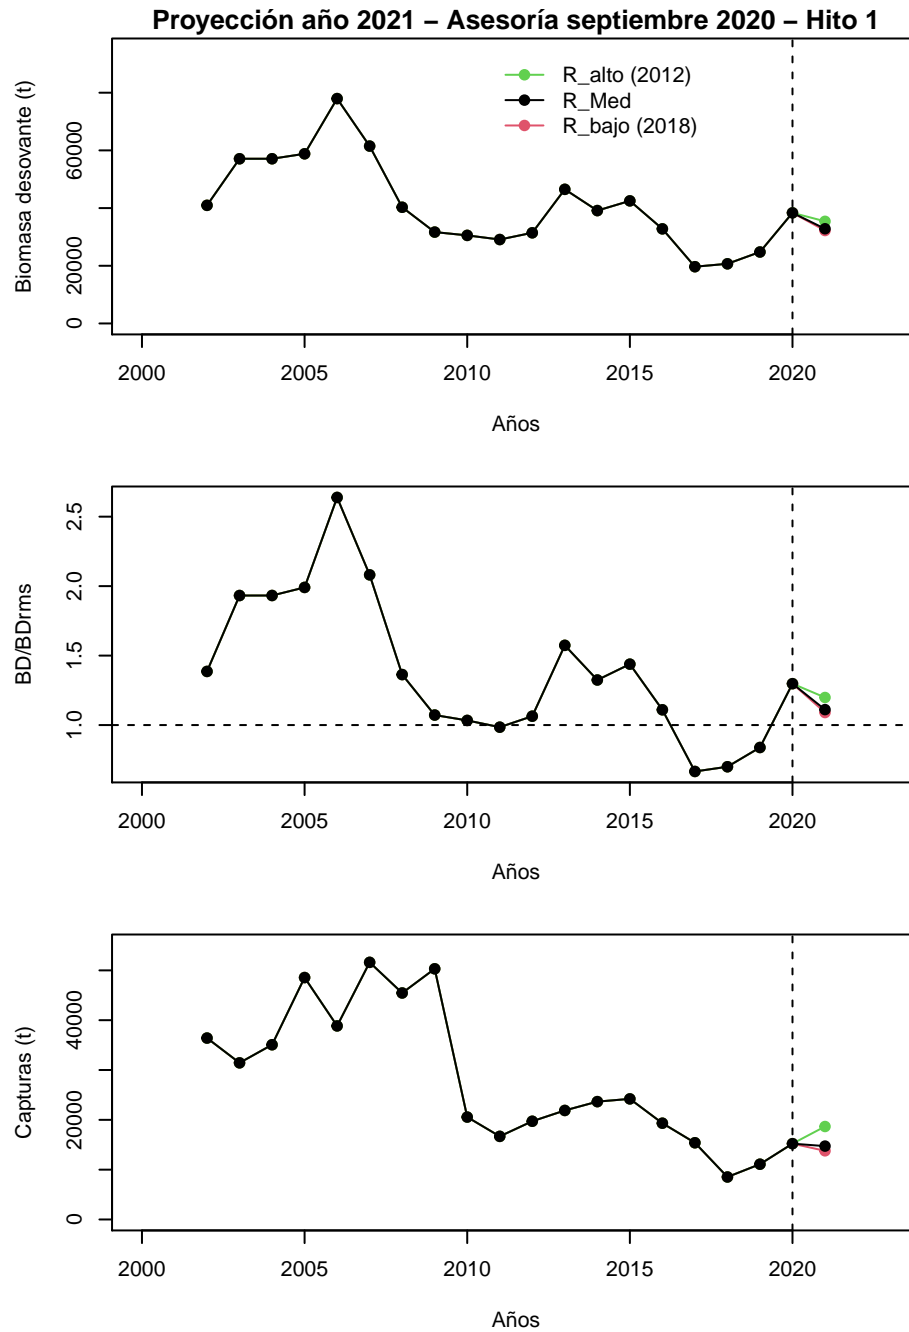 Proyección año 2021 – Asesoría septiembre 2020 – Hito 1
R_alto (2012)
R_Med
R_bajo (2018)
Biomasa desovante (t)
60000
20000
0
2000 2005 2010 2015 2020
Años
BD/BDrms
2.5
2.0
1.5
1.0
2000 2005 2010 2015 2020
Años
Capturas (t)
40000
20000
0
2000 2005 2010 2015 2020
Años